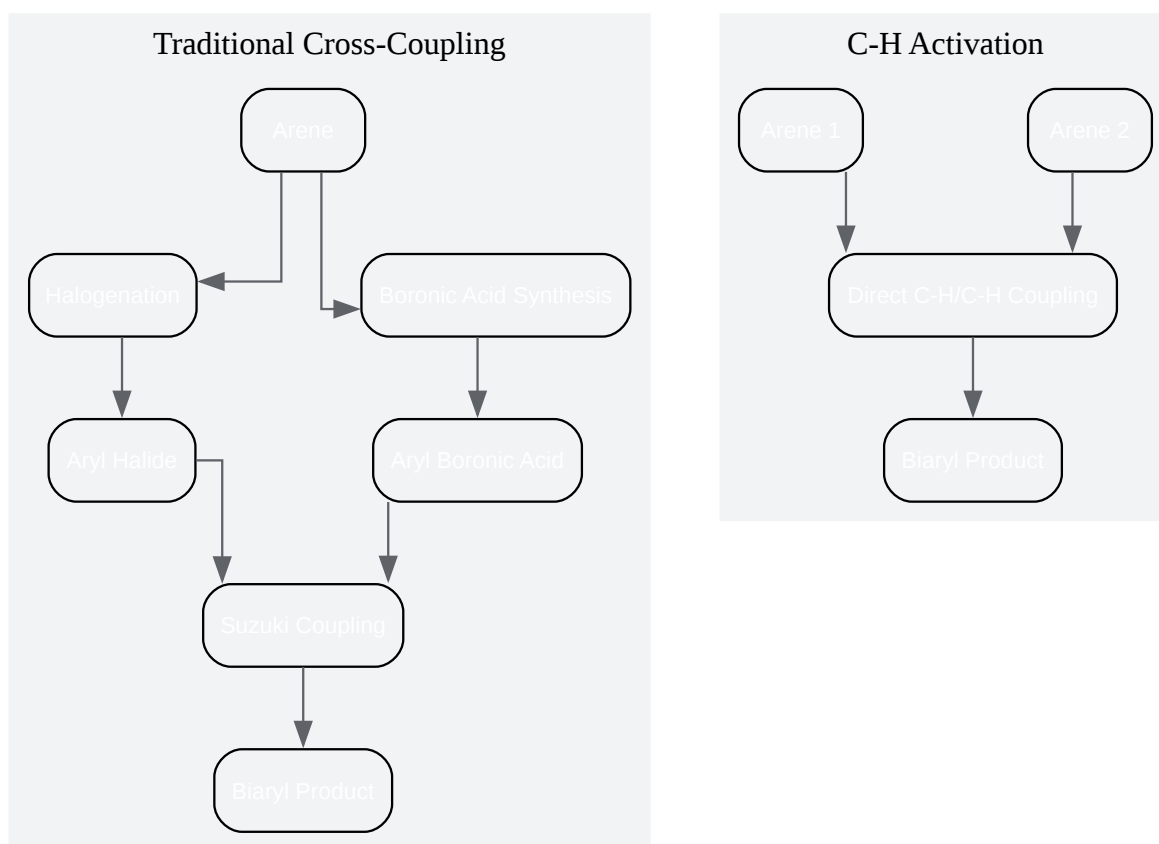 Traditional Cross-Coupling
Arene
Halogenation
Boronic Acid Synthesis
Aryl Halide
Aryl Boronic Acid
Suzuki Coupling
Biaryl Product
C-H Activation
Arene 1
Arene 2
Direct C-H/C-H Coupling
Biaryl Product